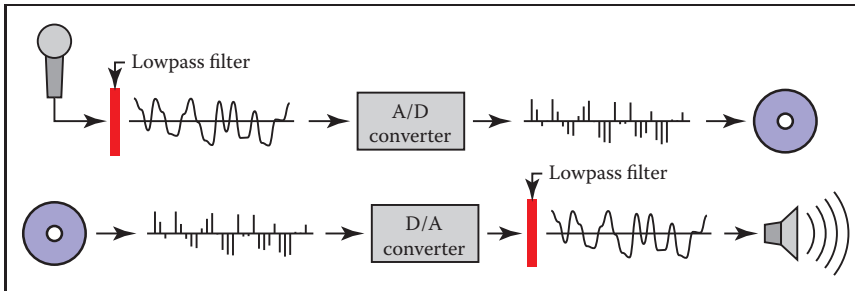 Lowpass filter
A/D
converter
Lowpass filter
D/A
converter